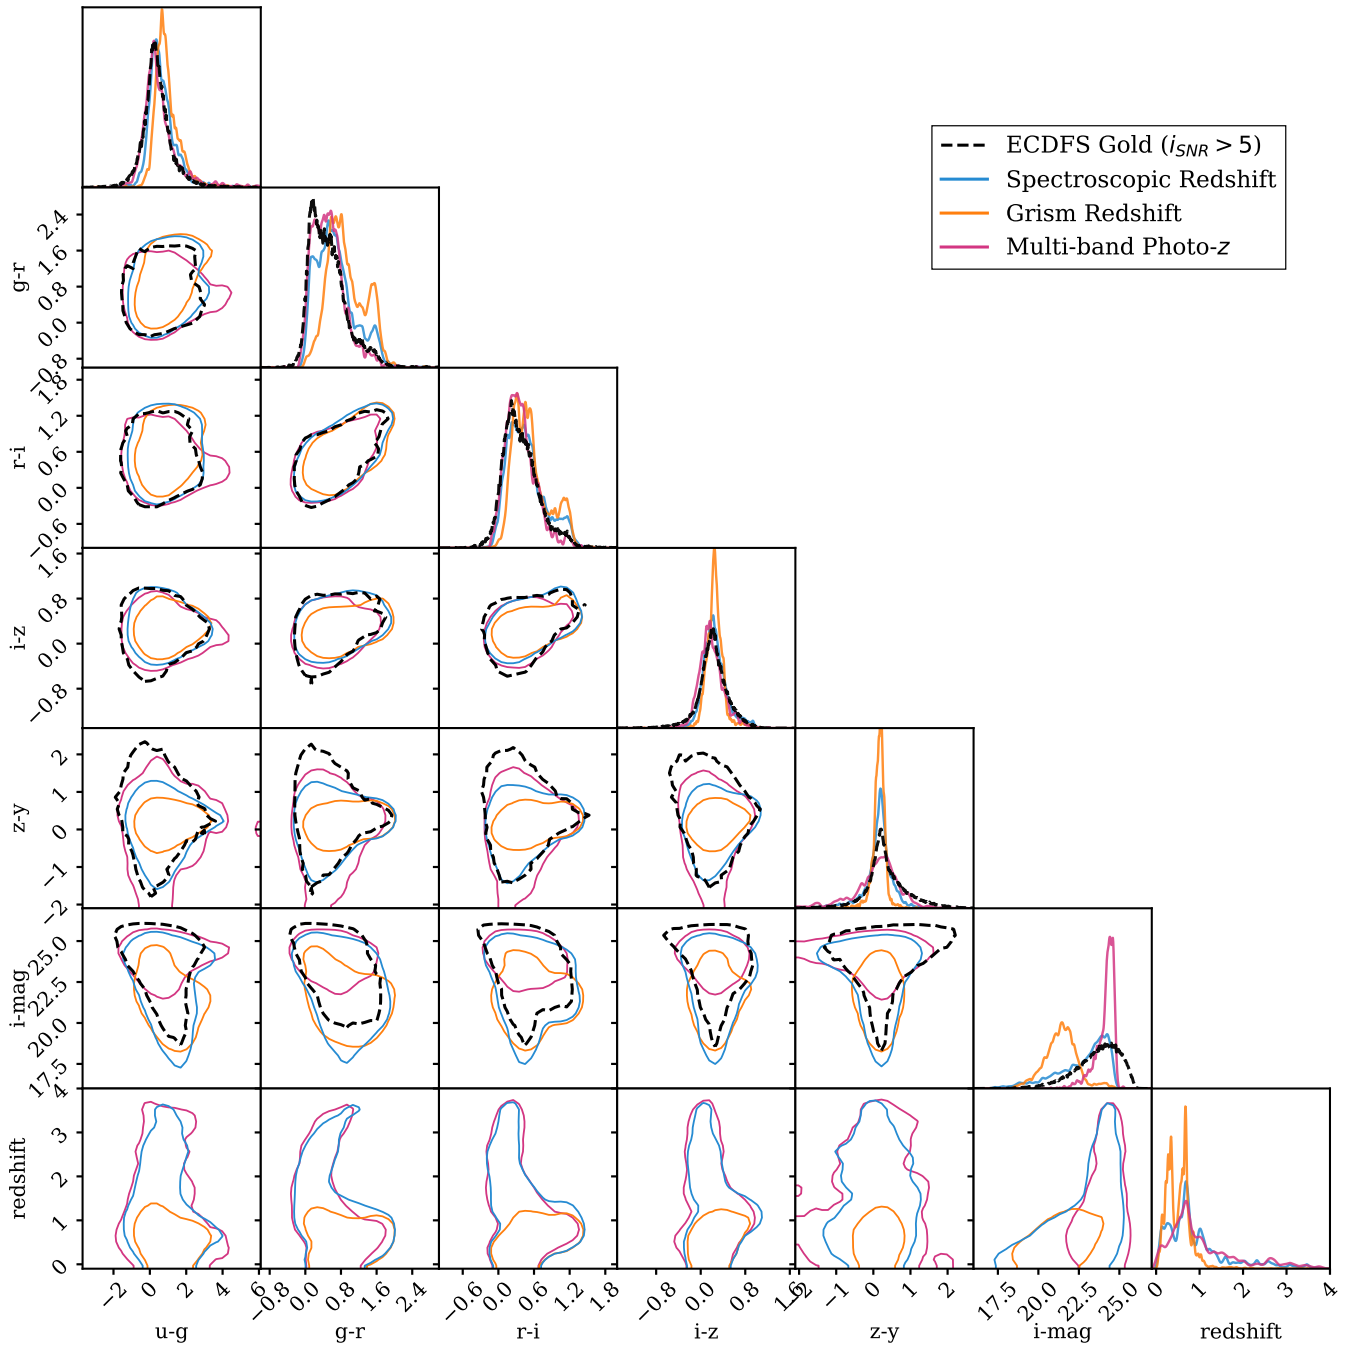 ECDFS Gold (iSNR > 5)
Spectroscopic Redshift
Grism Redshift
Multi-band Photo-z
g-r
2.4
1.6
0.8
0.0
−0.8
r-i
1.8
1.2
0.6
0.0
−0.6
i-z
1.6
0.8
0.0
−0.8
z-y
2
1
0
−1
−2
i-mag
25.0
22.5
20.0
17.5
redshift
4
3
2
1
0
−2 0 2 4 6
−0.8 0.0 0.8 1.6 2.4
−0.6 0.0 0.6 1.2 1.8
−0.8 0.0 0.8 1.6
−2 −1 0 1 2
17.5 20.0 22.5 25.0
0 1 2 3 4
u-g g-r r-i i-z z-y i-mag redshift